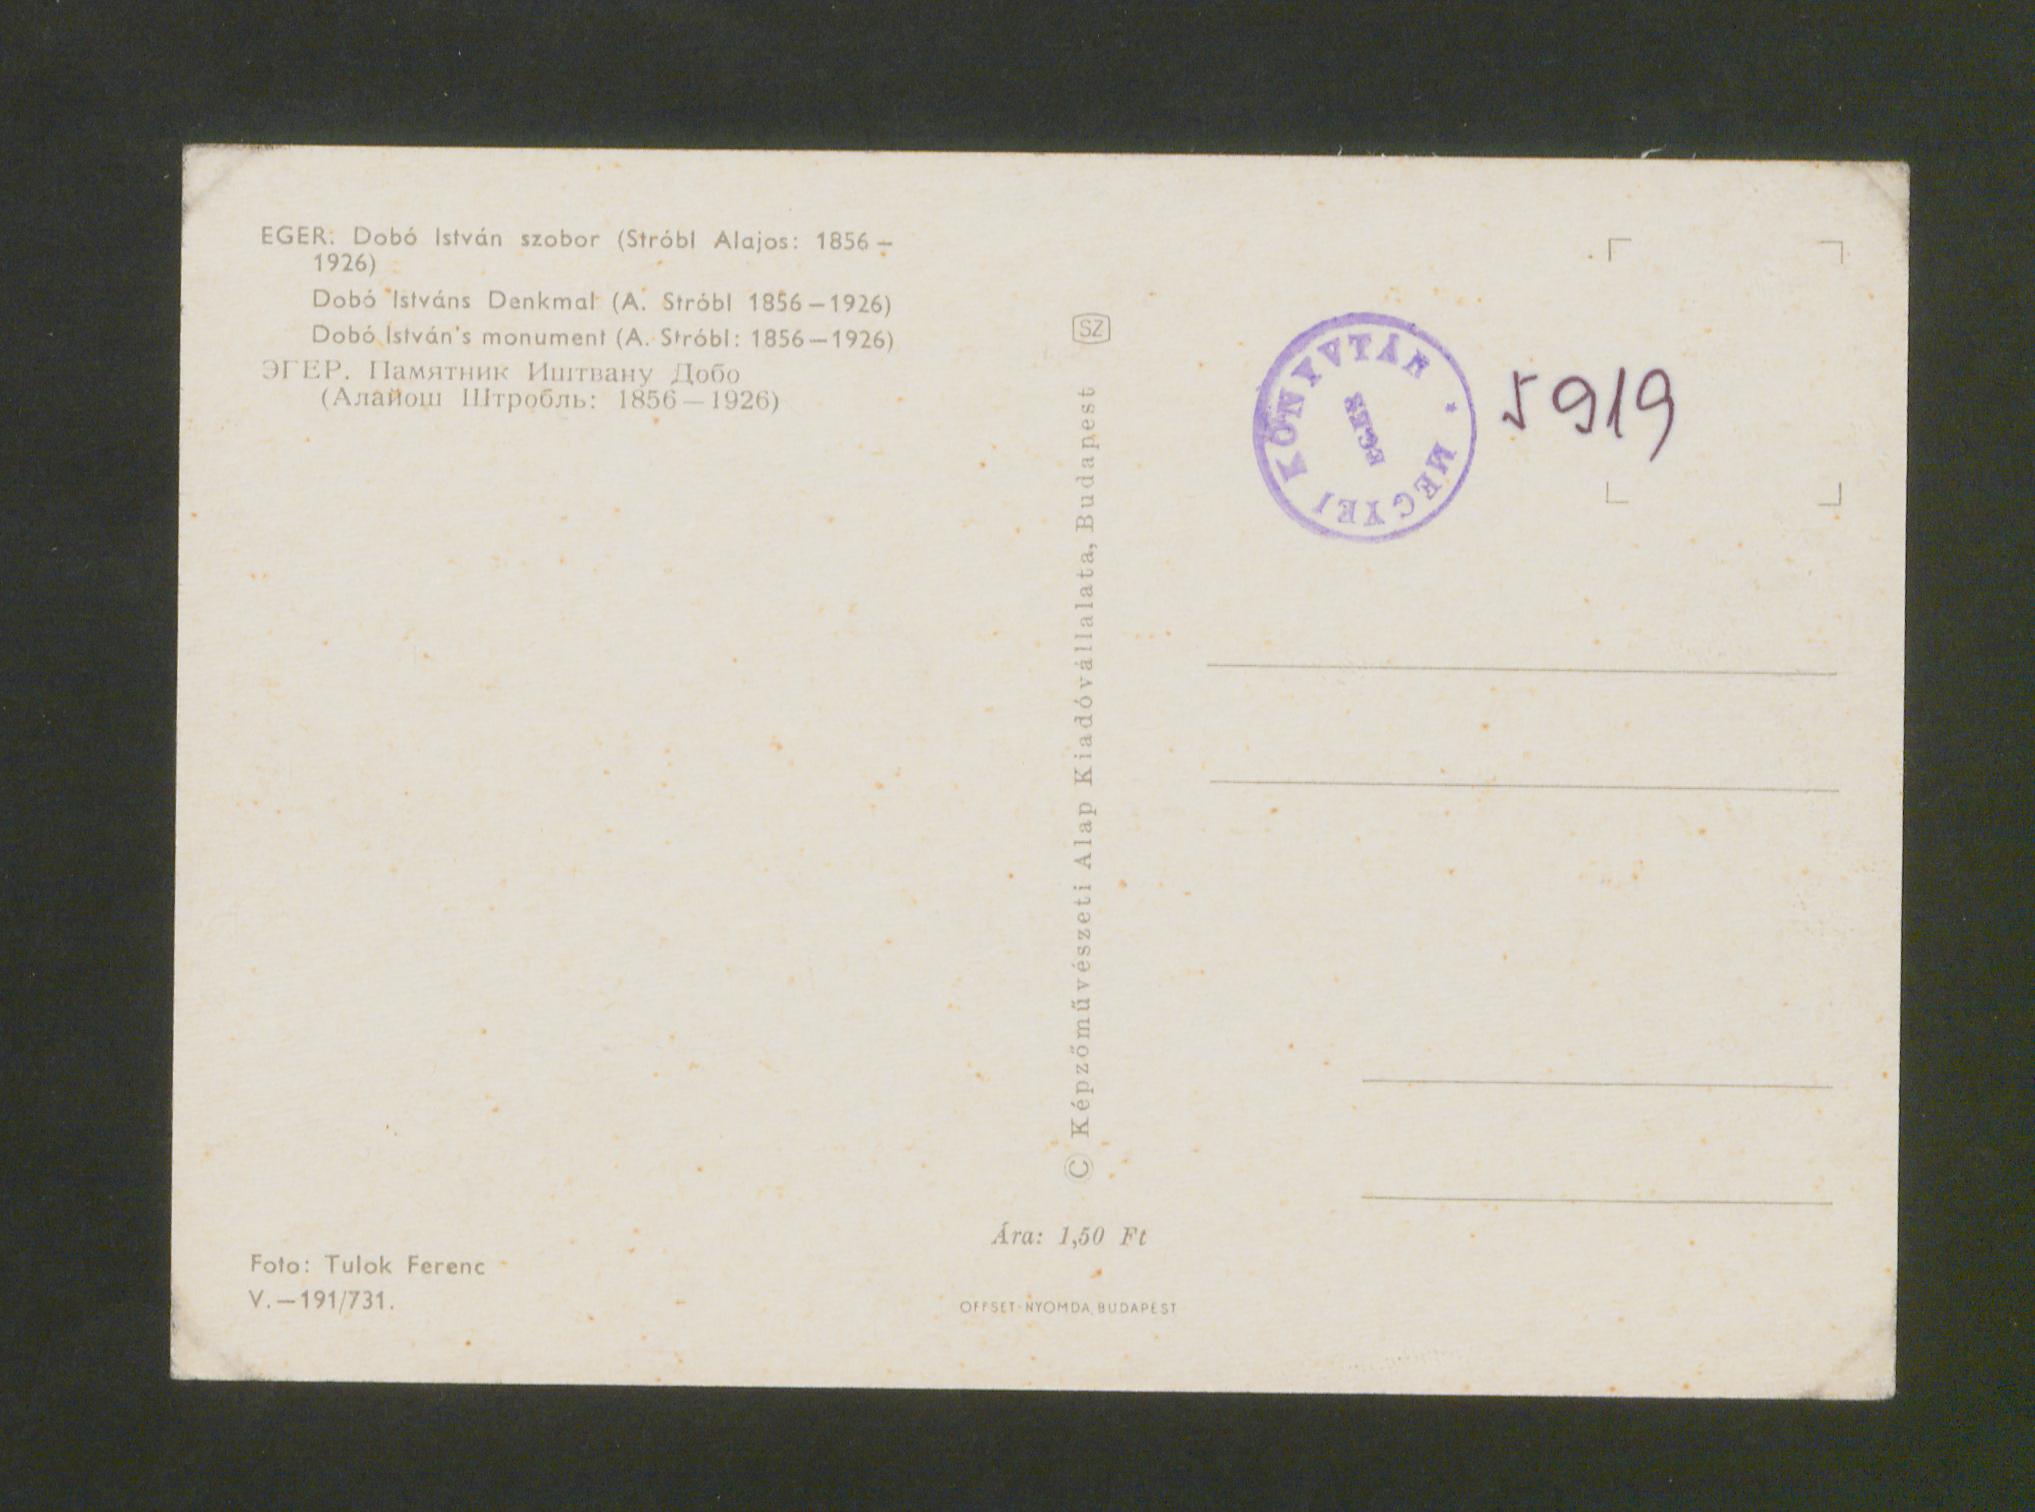 EGER: Dobó István szobor (Stróbl Alajos: 1856–
1926)
Dobó Istváns Denkmal (A. Stróbl 1856–1926)
Dobó István's monument (A. Stróbl: 1856–1926)
ЭГЕР. Памятник Иштвану Добо
(Алайош Штробль: 1856–1926)
Foto: Tulok Ferenc
V.–191/731.
SZ
© Képzőművészeti Alap Kiadóvállalata, Budapest
Ára: 1,50 Ft
OFFSET-NYOMDA, BUDAPEST
MEGYEI KÖNYVTÁR *
EGER
5919